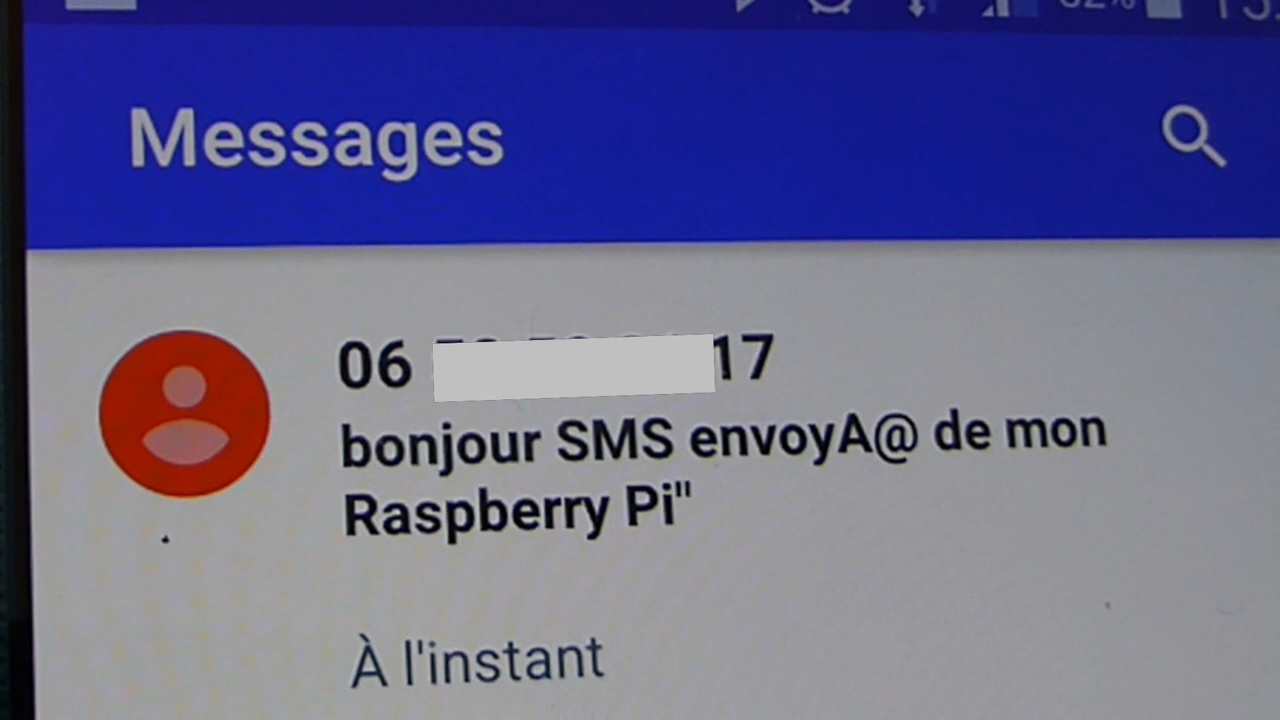 Messages
06 17
bonjour SMS envoyA@ de mon
Raspberry Pi"
À l'instant